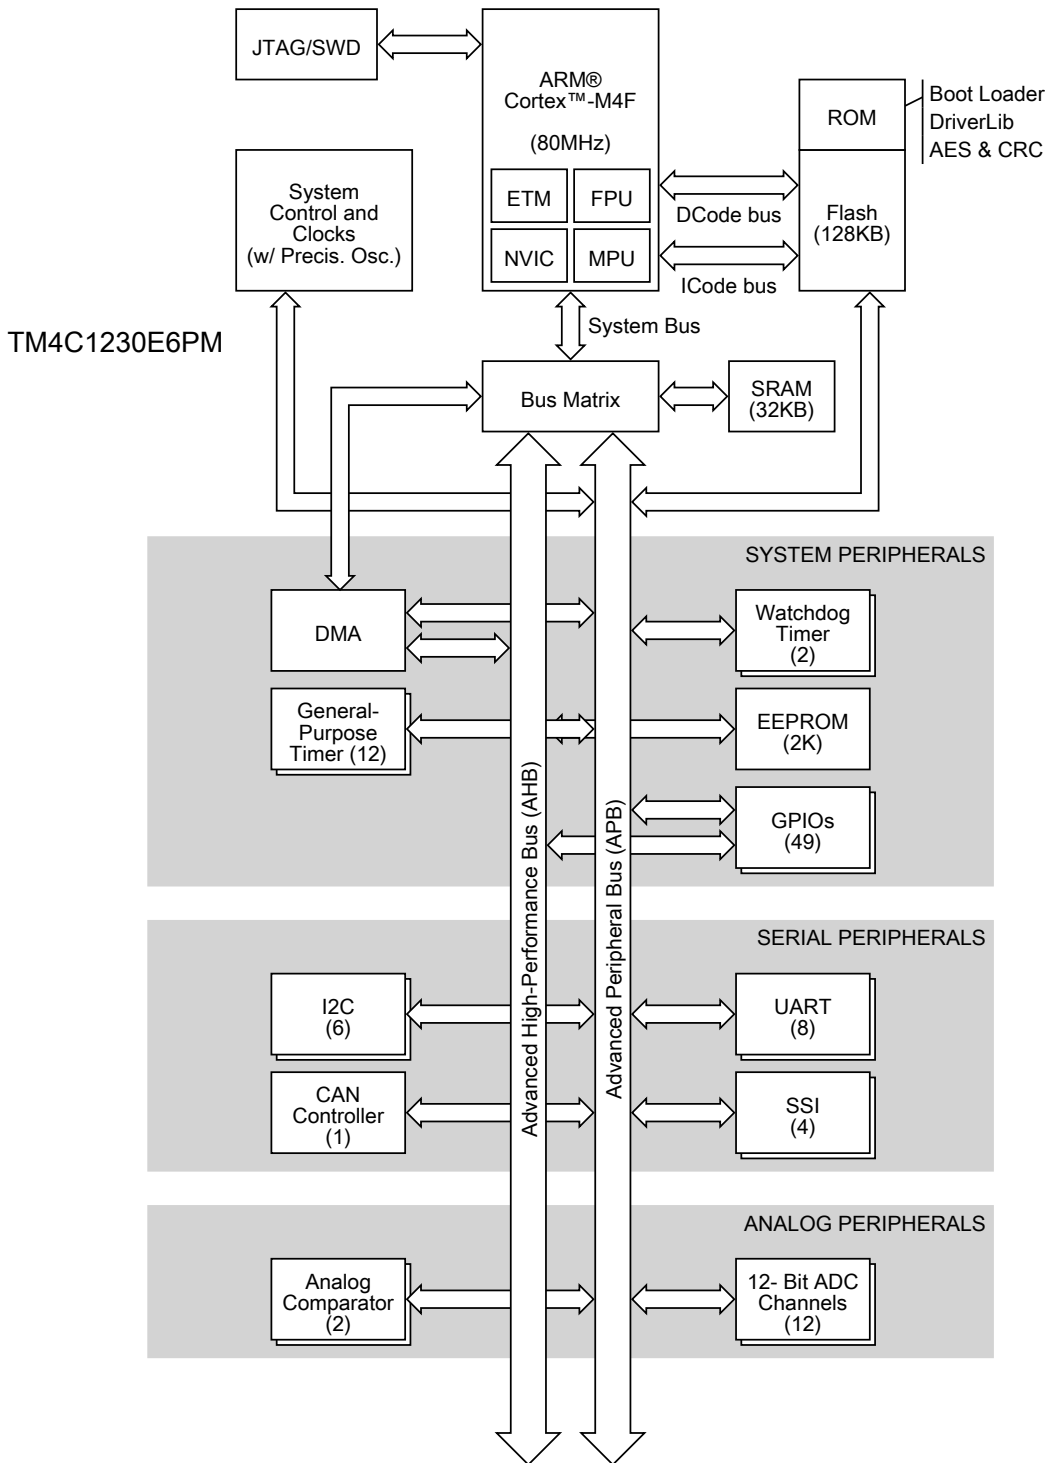 JTAG/SWD
ARM®
Cortex™-M4F
(80MHz)
ETM
FPU
NVIC
MPU
ROM
Boot Loader
DriverLib
AES & CRC
Flash
(128KB)
DCode bus
ICode bus
System
Control and
Clocks
(w/ Precis. Osc.)
TM4C1230E6PM
System Bus
Bus Matrix
SRAM
(32KB)
SYSTEM PERIPHERALS
DMA
Watchdog
Timer
(2)
General-
Purpose
Timer (12)
EEPROM
(2K)
GPIOs
(49)
Advanced High-Performance Bus (AHB)
Advanced Peripheral Bus (APB)
SERIAL PERIPHERALS
I2C
(6)
UART
(8)
CAN
Controller
(1)
SSI
(4)
ANALOG PERIPHERALS
Analog
Comparator
(2)
12- Bit ADC
Channels
(12)